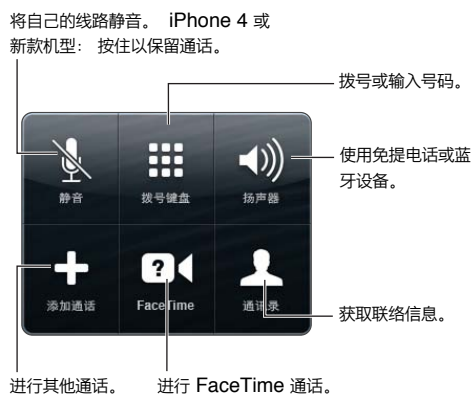 将自己的线路静音。 iPhone 4 或
新款机型： 按住以保留通话。
拨号或输入号码。
使用免提电话或蓝
牙设备。
静音
拨号键盘
扬声器
添加通话
FaceTime
通讯录
?
获取联络信息。
进行其他通话。
进行 FaceTime 通话。